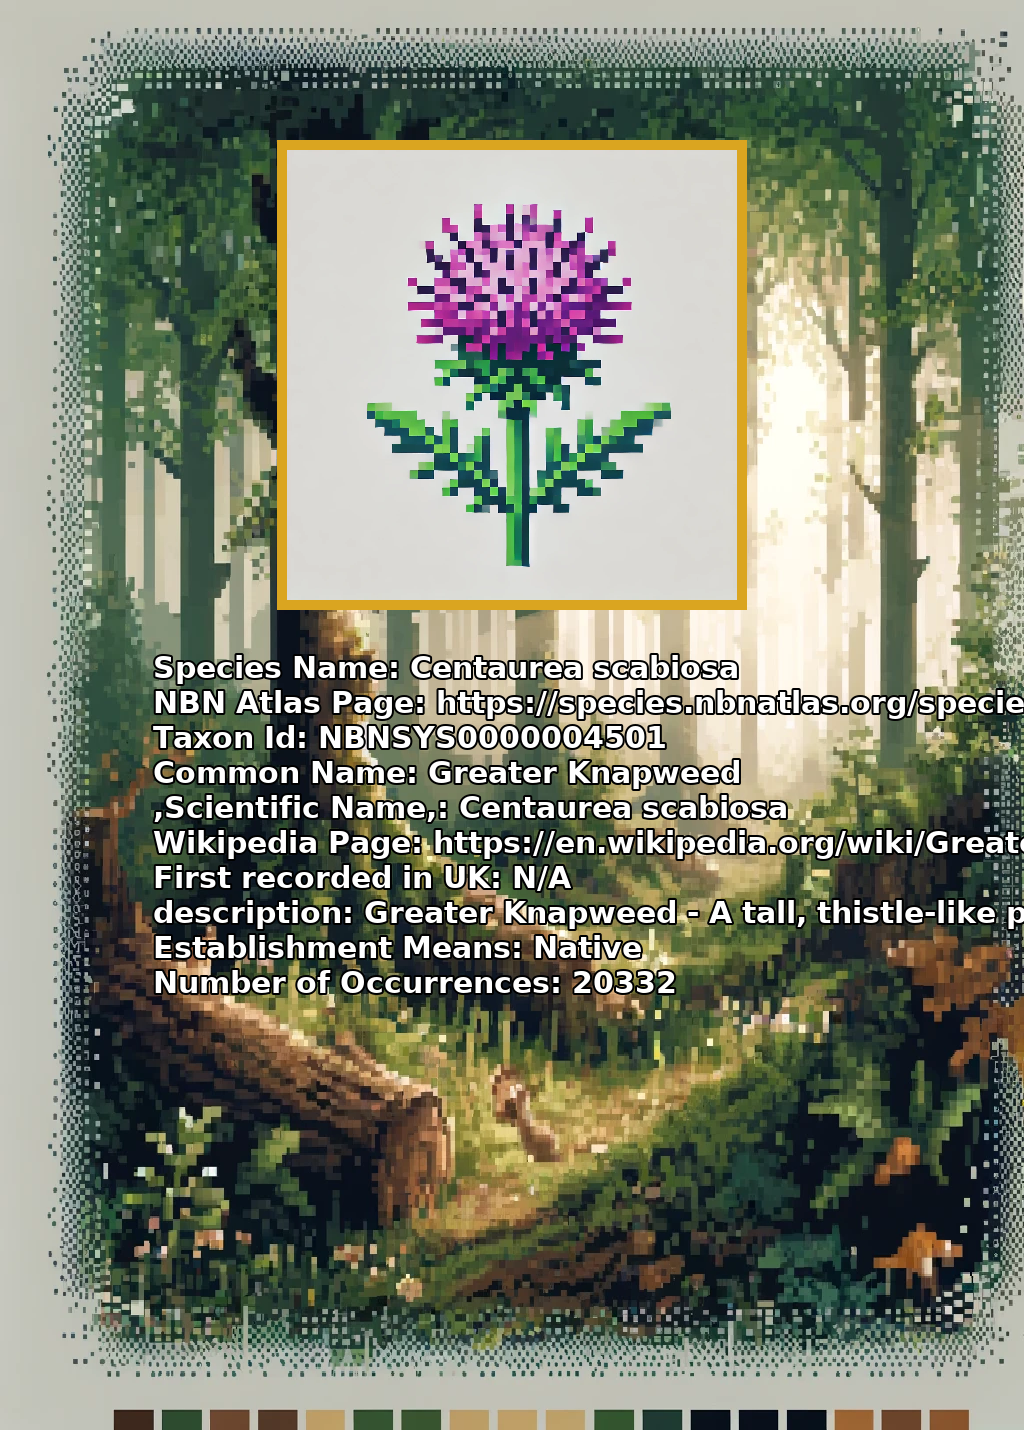 Species Name: Centaurea scabiosa
NBN Atlas Page: https://species.nbnatlas.org/specie
Taxon Id: NBNSYS0000004501
Common Name: Greater Knapweed
,Scientific Name,: Centaurea scabiosa
Wikipedia Page: https://en.wikipedia.org/wiki/Greate
First recorded in UK: N/A
description: Greater Knapweed - A tall, thistle-like p
Establishment Means: Native
Number of Occurrences: 20332